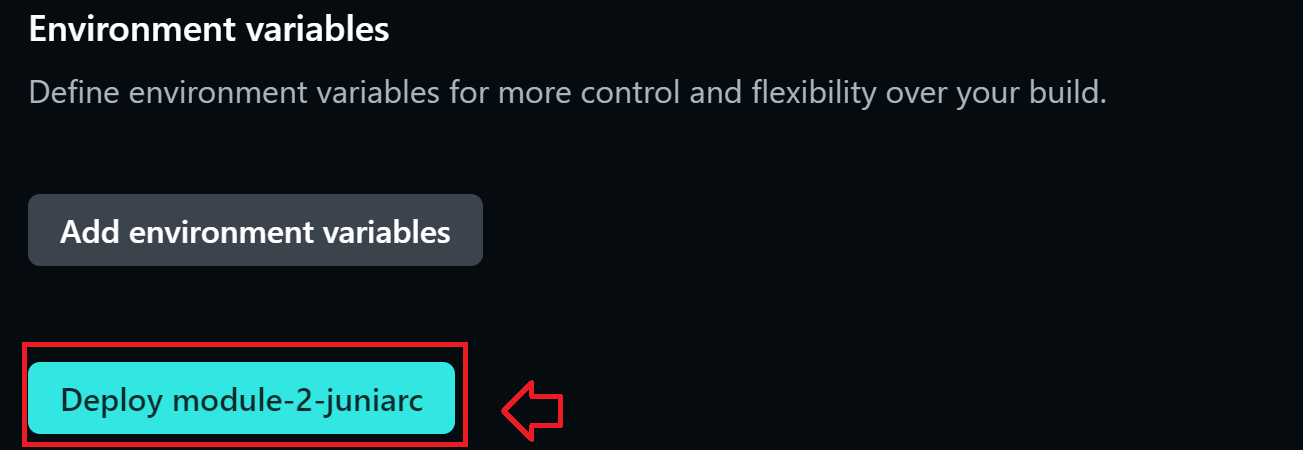 Environment variables
Define environment variables for more control and flexibility over your build.
Add environment variables
Deploy module-2-juniarc